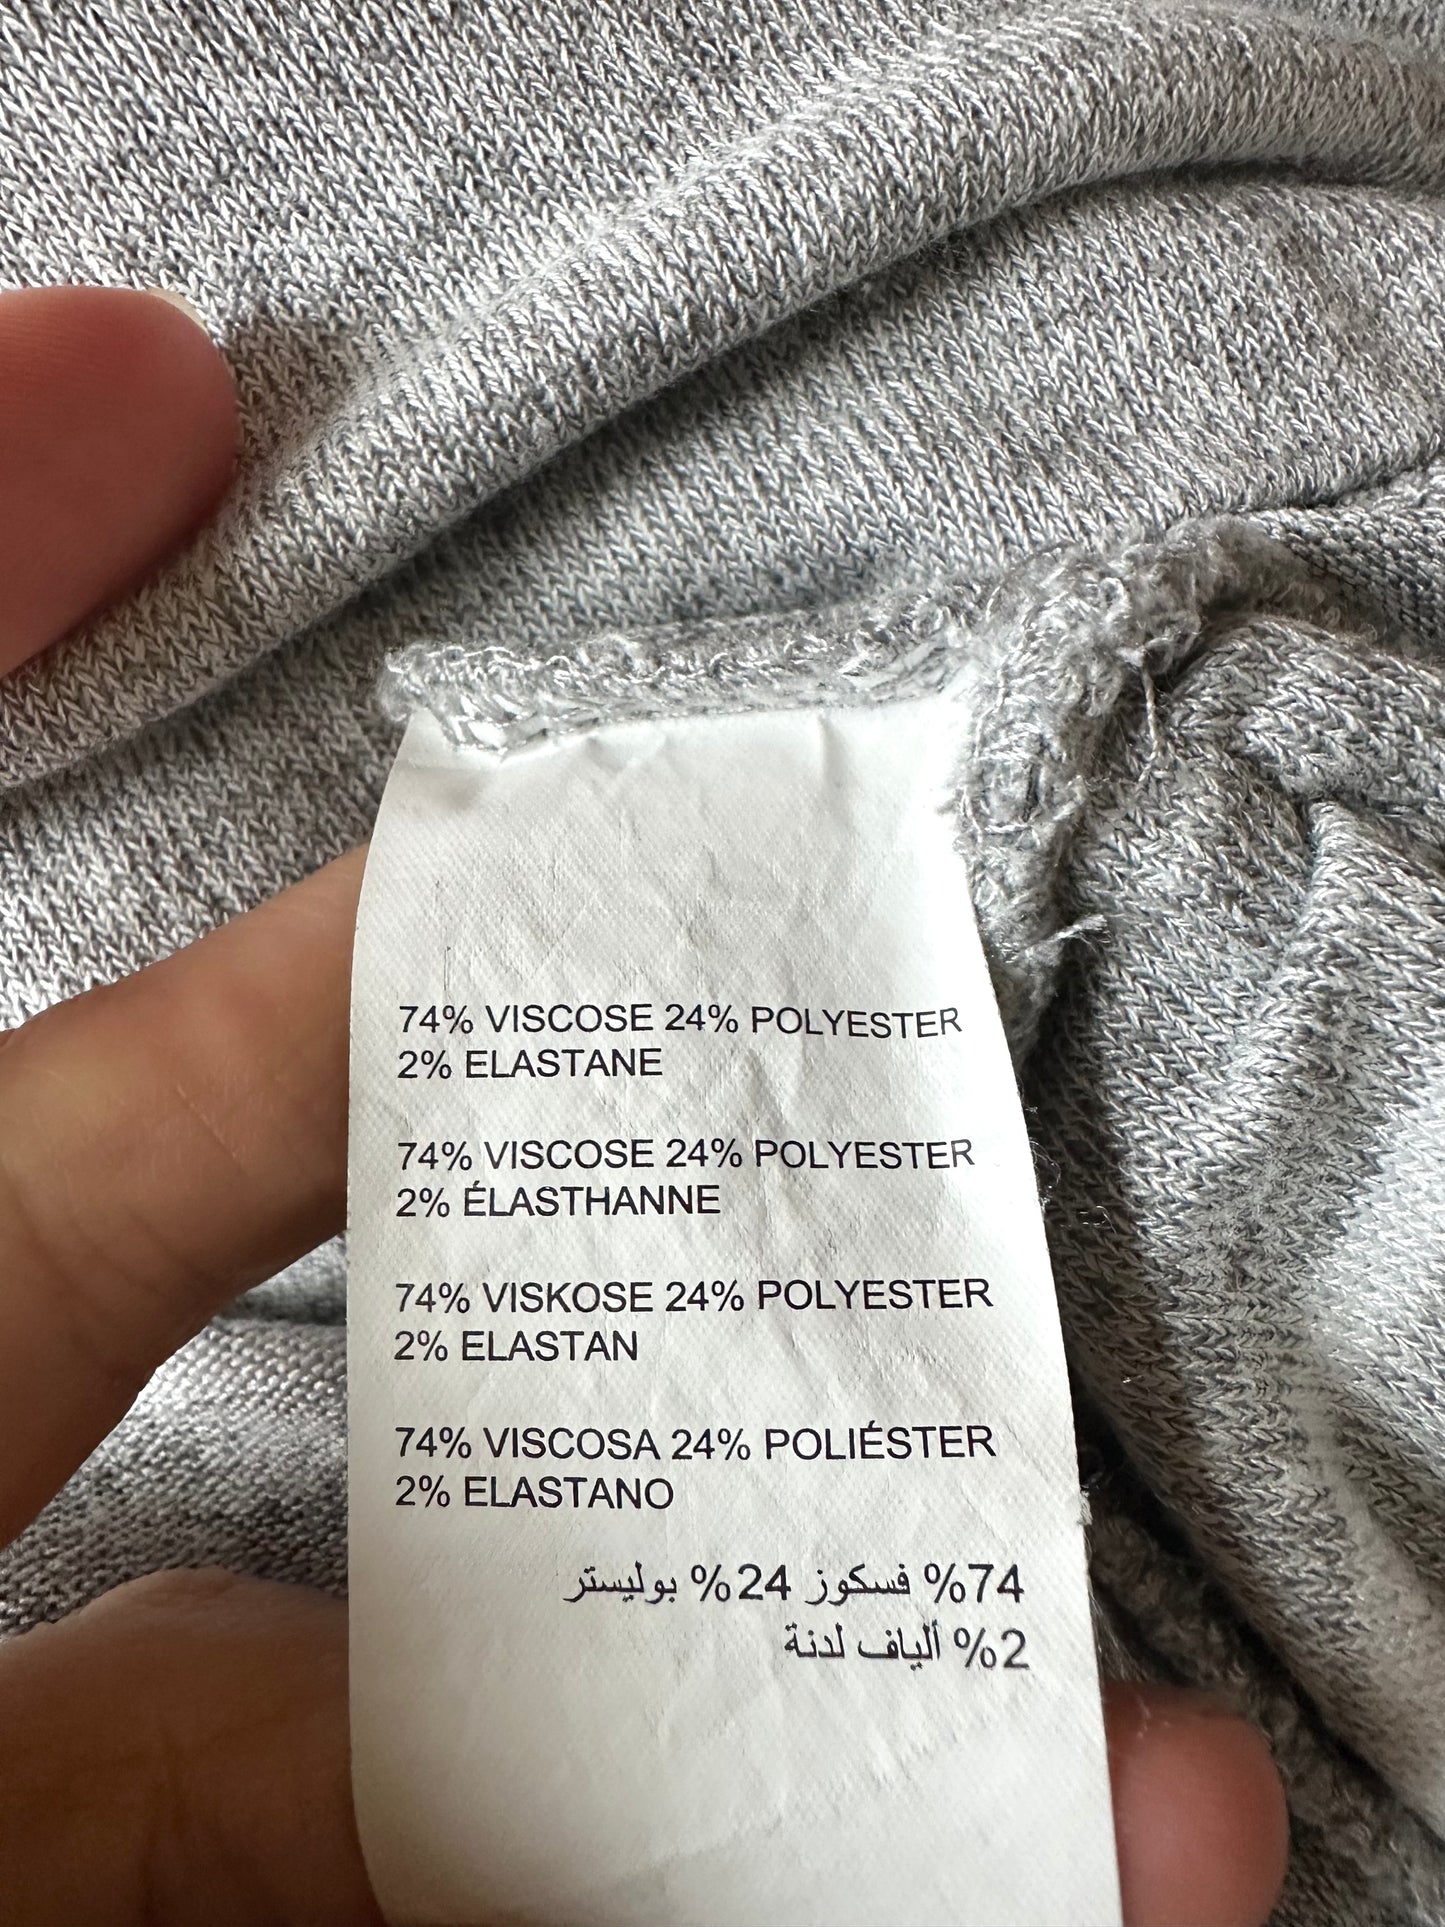 74% VISCOSE 24% POLYESTER
2% ELASTANE
74% VISCOSE 24% POLYESTER
2% ÉLASTHANNE
74% VISKOSE 24% POLYESTER
2% ELASTAN
74% VISCOSA 24% POLIÉSTER
2% ELASTANO
74% فسكوز 24% بوليستر
2% ألياف لدنة